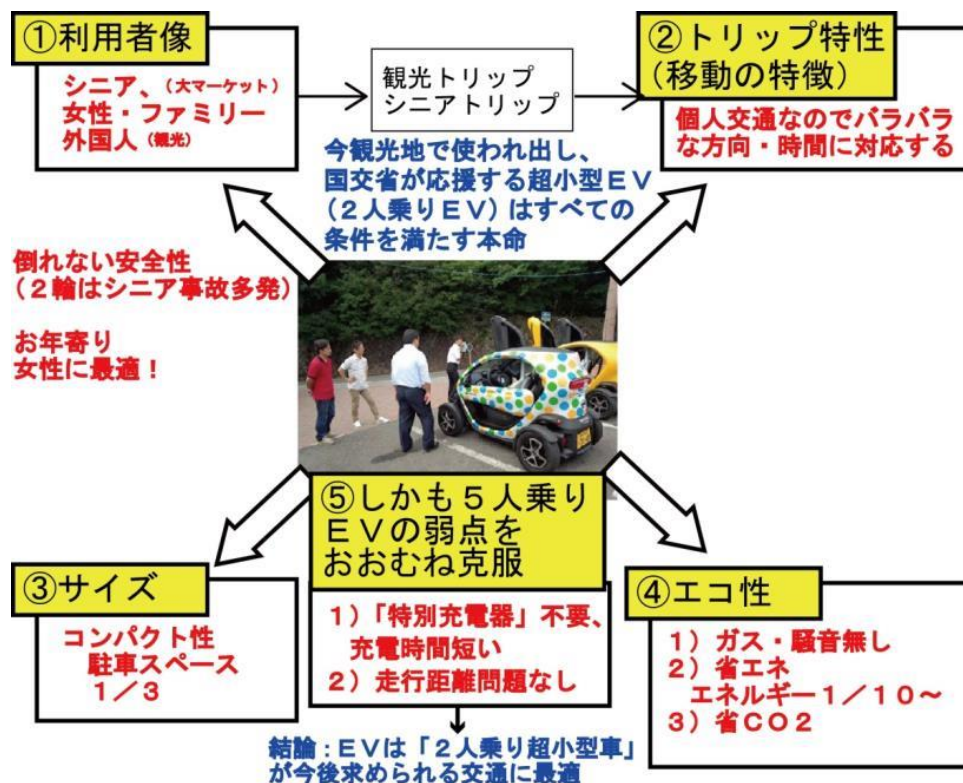 ①利用者像
シニア、(大マーケット)
女性・ファミリー
外国人(観光)
観光トリップ
シニアトリップ
②トリップ特性
(移動の特徴)
個人交通なのでバラバラ
な方向・時間に対応する
今観光地で使われ出し、
国交省が応援する超小型EV
(2人乗りEV)はすべての
条件を満たす本命
倒れない安全性
(2輪はシニア事故多発)
お年寄り
女性に最適!
③サイズ
コンパクト性
駐車スペース
1/3
⑤しかも5人乗り
EVの弱点を
おおむね克服
1)「特別充電器」不要、
充電時間短い
2)走行距離問題なし
④エコ性
1)ガス・騒音無し
2)省エネ
エネルギー1/10~
3)省CO2
結論:EVは「2人乗り超小型車」
が今後求められる交通に最適